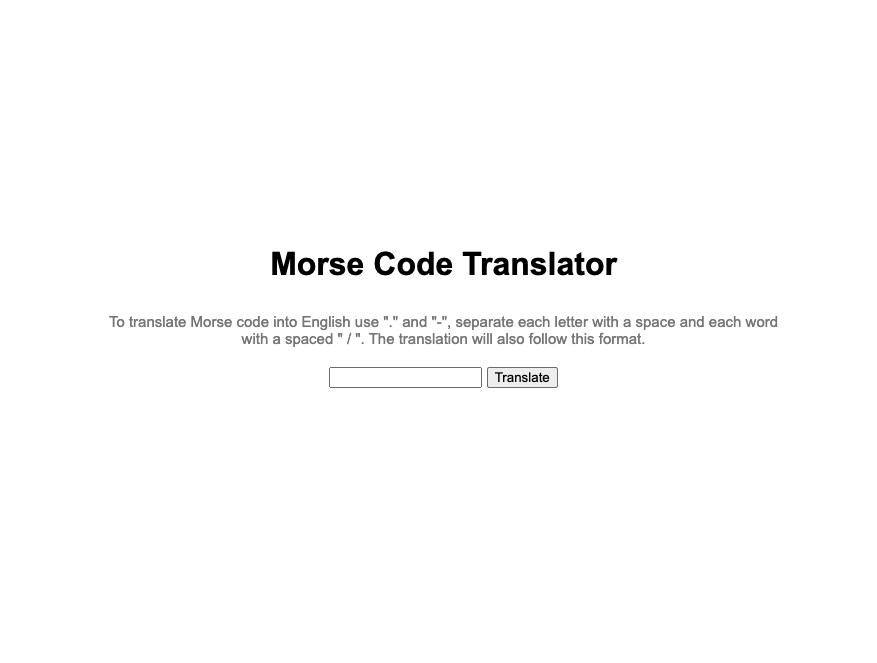 Morse Code Translator
To translate Morse code into English use "." and "-", separate each letter with a space and each word
with a spaced " / ". The translation will also follow this format.
Translate